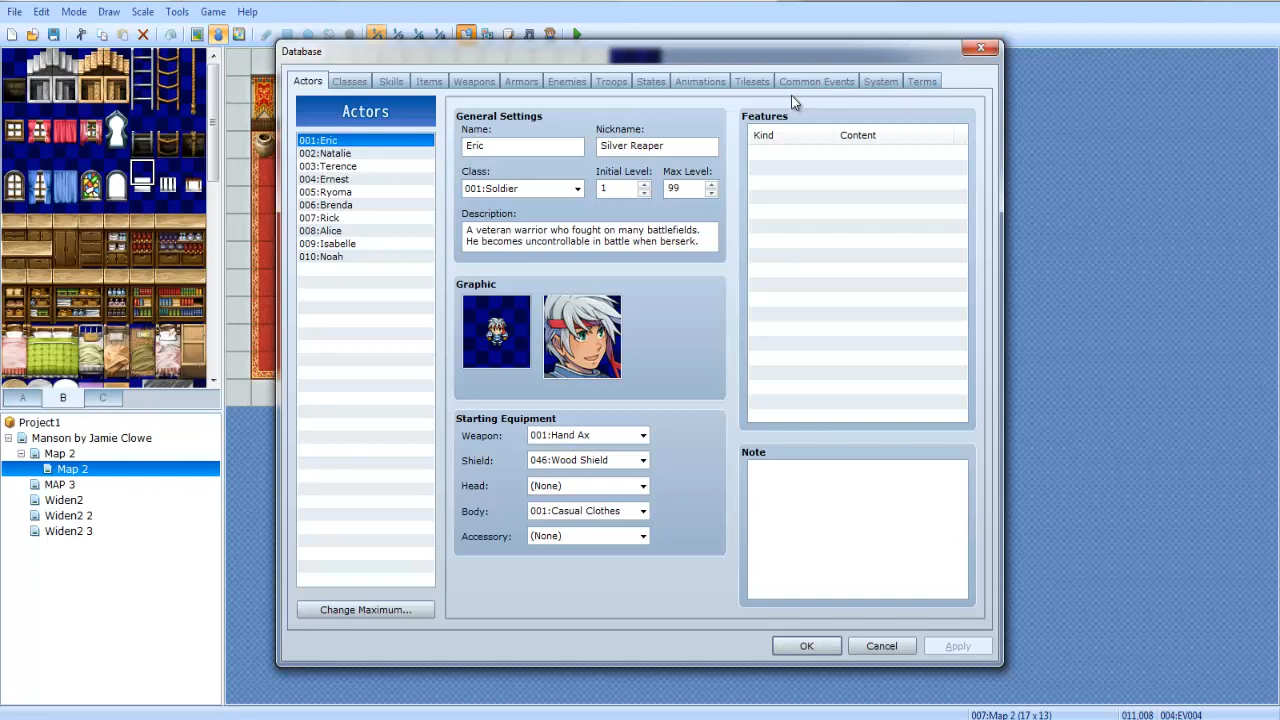 File Edit Mode Draw Scale Tools Game Help
Database
Actors Classes Skills Items Weapons Armors Enemies Troops States Animations Tilesets Common Events System Terms
Actors
001:Eric
002:Natalie
003:Terence
004:Ernest
005:Ryoma
006:Brenda
007:Rick
008:Alice
009:Isabelle
010:Noah
Change Maximum...
General Settings
Name: Nickname:
Eric Silver Reaper
Class: Initial Level: Max Level:
001:Soldier 1 99
Description:
A veteran warrior who fought on many battlefields.
He becomes uncontrollable in battle when berserk.
Graphic
Starting Equipment
Weapon: 001:Hand Ax
Shield: 046:Wood Shield
Head: (None)
Body: 001:Casual Clothes
Accessory: (None)
Features
Kind Content
Note
OK Cancel Apply
A B C
Project1
Manson by Jamie Clowe
Map 2
Map 2
MAP 3
Widen2
Widen2 2
Widen2 3
007:Map 2 (17 x 13) 011,008 004:EV004